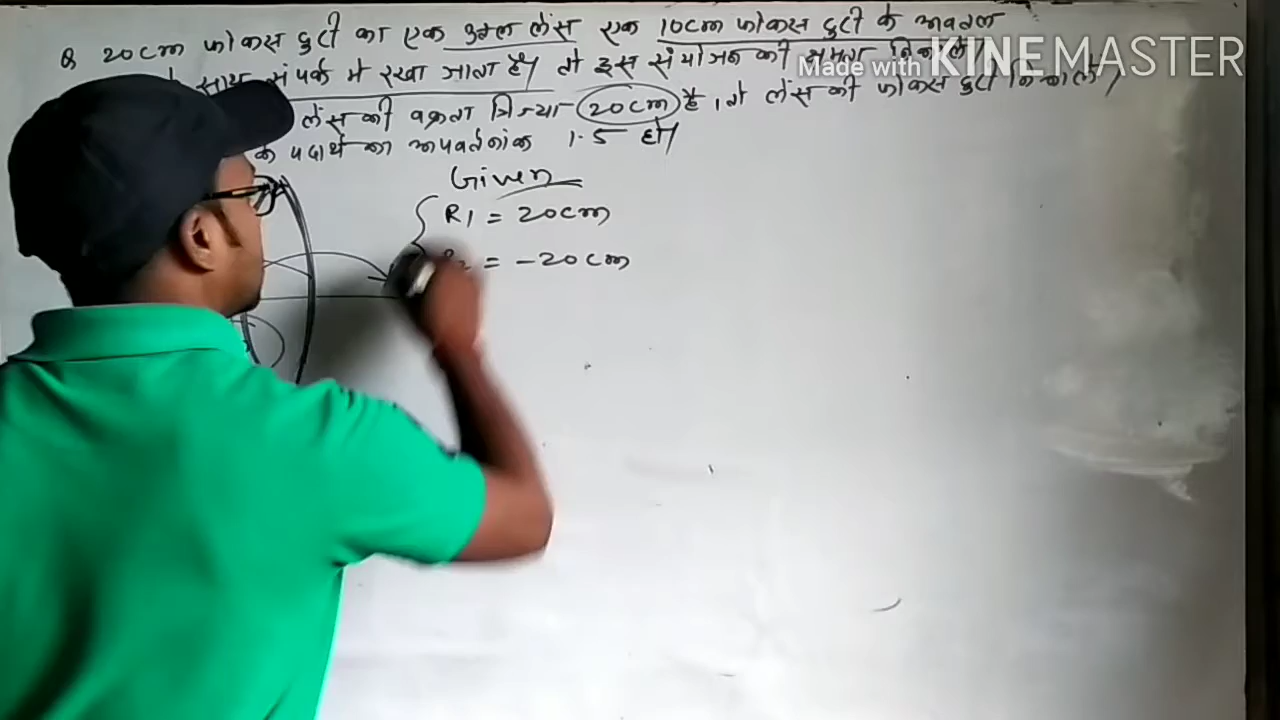 Q 20cm फोकस दुरी का एक उत्तल लेंस एक 10cm फोकस दुरी के अवतल
साथ संपर्क मे रखा जाता है। तो इस संयोजन की क्षमता निकाले
Made with KINEMASTER
लेंस की वक्रता त्रिज्या 20cm है, तो लेंस की फोकस दुरी निकालें।
के पदार्थ का अपवर्तनांक 1.5 हो।
Given
R1 = 20cm
= -20cm